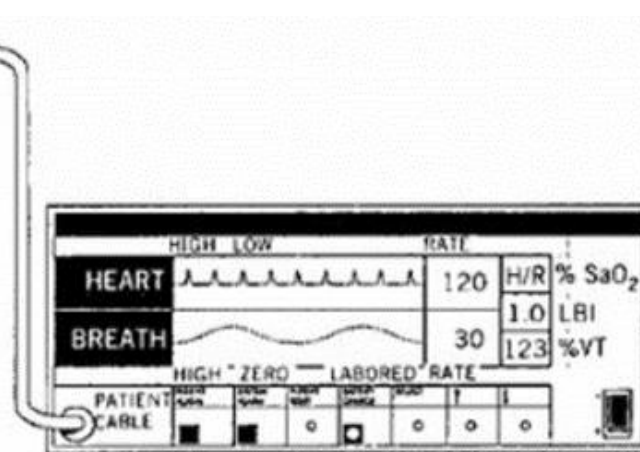 HIGH LOW RATE
HEART 120 H/R % SaO2
1.0 LBI
BREATH 30 123 %VT
HIGH ZERO LABORED RATE
PATIENT
CABLE